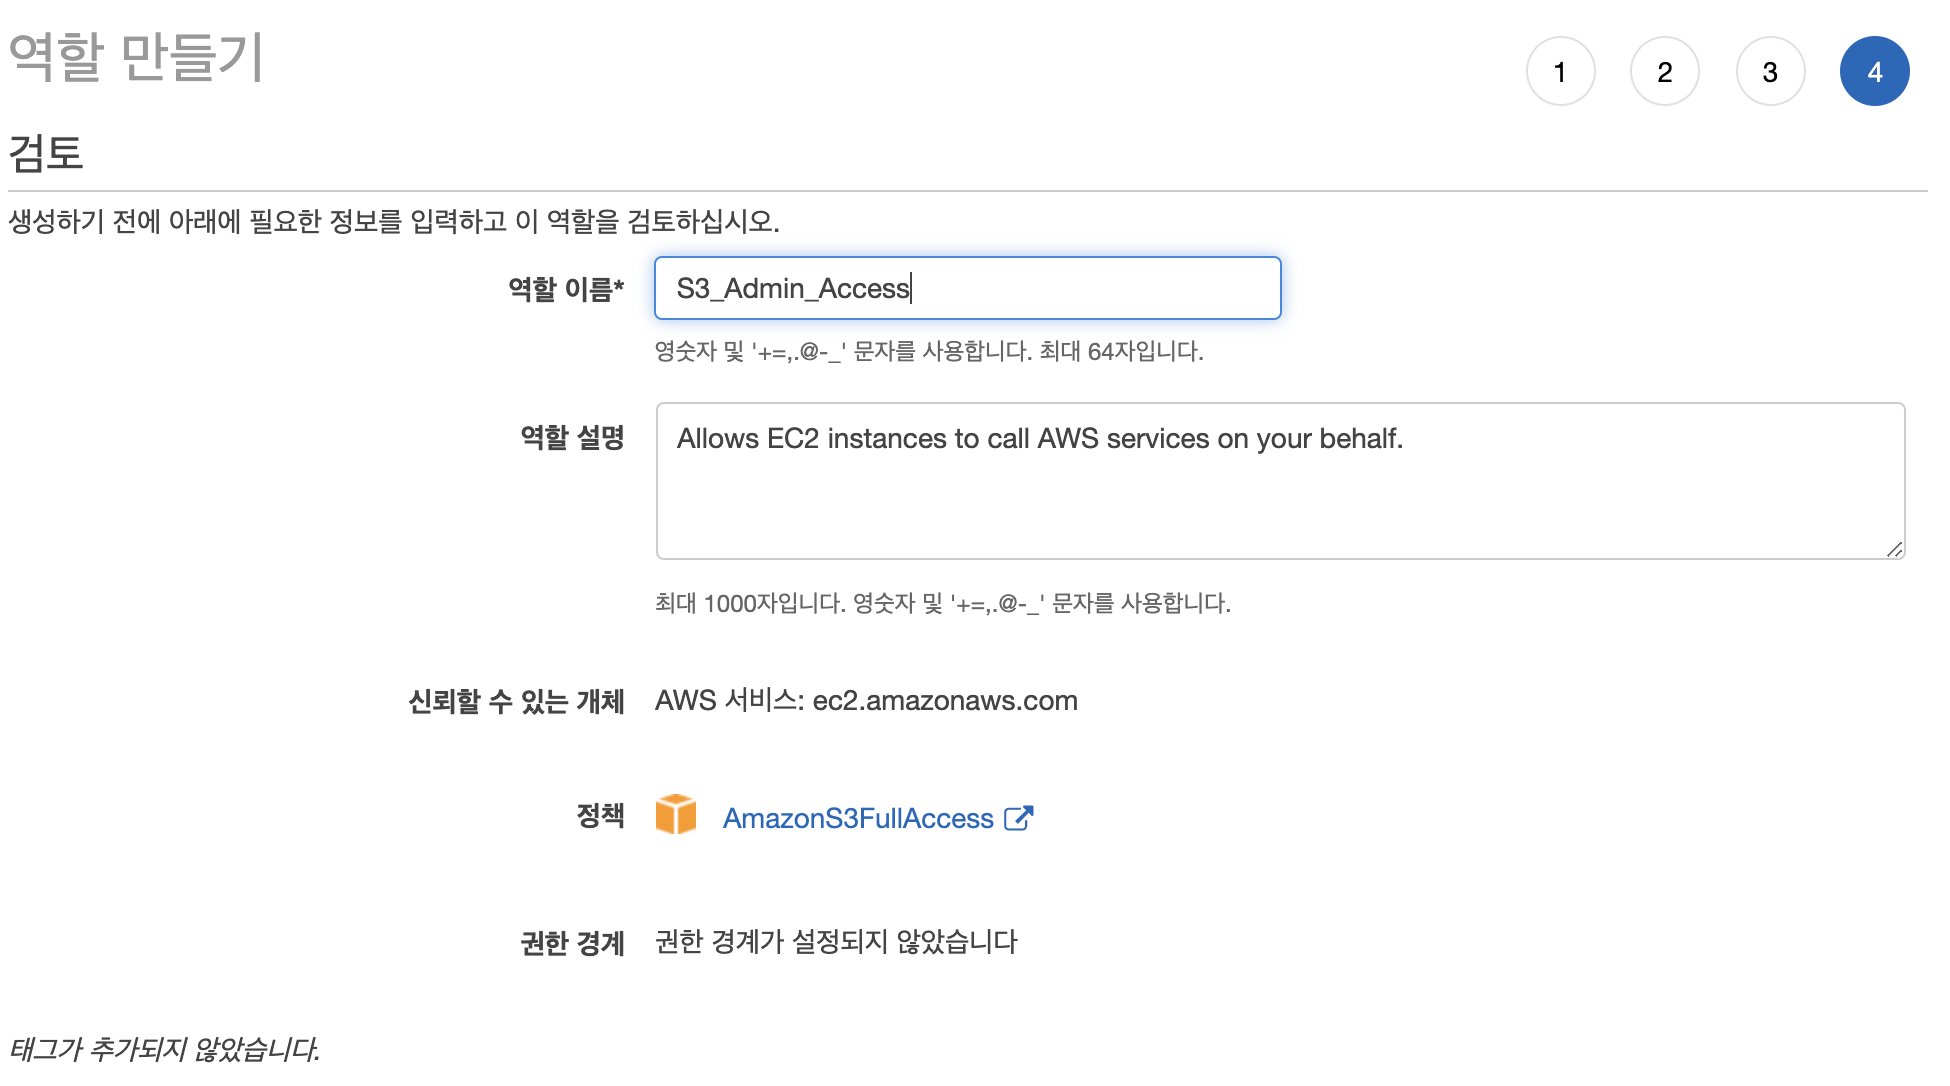 역할 만들기
1 2 3 4
검토
생성하기 전에 아래에 필요한 정보를 입력하고 이 역할을 검토하십시오.
역할 이름* S3_Admin_Access
영숫자 및 '+=,.@-_' 문자를 사용합니다. 최대 64자입니다.
역할 설명 Allows EC2 instances to call AWS services on your behalf.
최대 1000자입니다. 영숫자 및 '+=,.@-_' 문자를 사용합니다.
신뢰할 수 있는 개체 AWS 서비스: ec2.amazonaws.com
정책 AmazonS3FullAccess
권한 경계 권한 경계가 설정되지 않았습니다
태그가 추가되지 않았습니다.